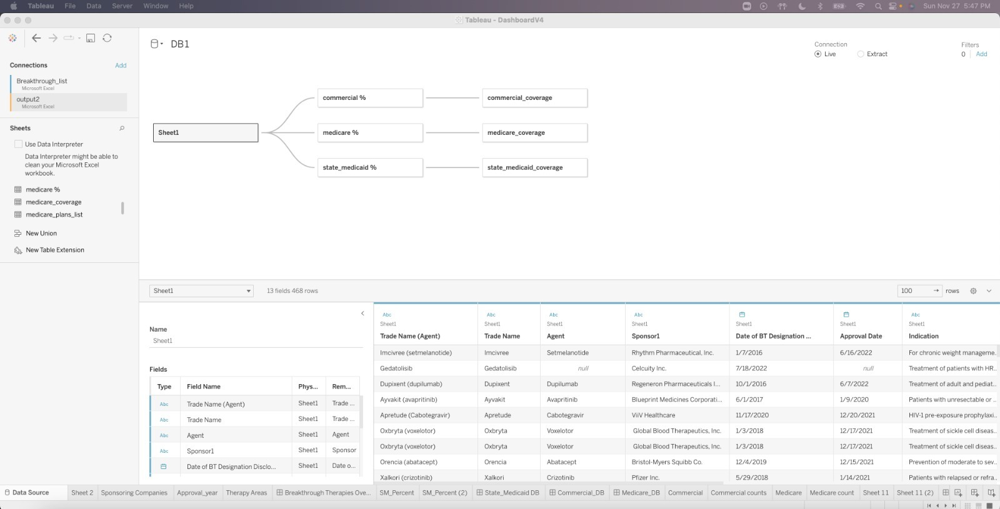 Tableau File Data Server Window Help Sun Nov 27 5:47 PM
Tableau - DashboardV4
DB1
Connection
Live Extract
Filters
0 Add
Connections Add
Breakthrough_list
Microsoft Excel
output2
Microsoft Excel
Sheets
Use Data Interpreter
Data Interpreter might be able to
clean your Microsoft Excel
workbook.
medicare %
medicare_coverage
medicare_plans_list
New Union
New Table Extension
commercial % commercial_coverage
Sheet1 medicare % medicare_coverage
state_medicaid % state_medicaid_coverage
Sheet1 13 fields 468 rows 100 rows
Name
Sheet1
Fields
Type Field Name Phys... Rem...
Abc Trade Name (Agent) Sheet1 Trade ...
Abc Trade Name Sheet1 Trade ...
Abc Agent Sheet1 Agent
Abc Sponsor1 Sheet1 Sponsor
Date of BT Designation Disclo... Sheet1 Date o...
Abc Abc Abc Abc Abc
Sheet1 Sheet1 Sheet1 Sheet1 Sheet1 Sheet1 Sheet1
Trade Name (Agent) Trade Name Agent Sponsor1 Date of BT Designation ... Approval Date Indication
Imcivree (setmelanotide) Imcivree Setmelanotide Rhythm Pharmaceutical, Inc. 1/7/2016 6/16/2022 For chronic weight manageme..
Gedatolisib Gedatolisib null Celcuity Inc. 7/18/2022 null Treatment of patients with HR..
Dupixent (dupilumab) Dupixent Dupilumab Regeneron Pharmaceuticals I... 10/1/2016 6/7/2022 Treatment of adult and pediat..
Ayvakit (avapritinib) Ayvakit Avapritinib Blueprint Medicines Corporati... 6/1/2017 1/9/2020 Patients with unresectable or ..
Apretude (Cabotegravir) Apretude Cabotegravir ViiV Healthcare 11/17/2020 12/20/2021 HIV-1 pre-exposure prophylaxi..
Oxbryta (voxelotor) Oxbryta Voxelotor Global Blood Therapeutics, Inc. 1/3/2018 12/17/2021 Treatment of sickle cell diseas..
Oxbryta (voxelotor) Oxbryta Voxelotor Global Blood Therapeutics, Inc. 1/3/2018 12/17/2021 Treatment of sickle cell diseas..
Orencia (abatacept) Orencia Abatacept Bristol-Myers Squibb Co. 12/4/2019 12/15/2021 Prevention of moderate to sev..
Xalkori (crizotinib) Xalkori Crizotinib Pfizer Inc. 5/29/2018 1/14/2021 Patients with relapsed or refra..
Data Source Sheet 2 Sponsoring Companies Approval_year Therapy Areas Breakthrough Therapies Ove... SM_Percent SM_Percent (2) State_Medicaid DB Commercial_DB Medicare_DB Commercial Commercial counts Medicare Medicare count Sheet 11 Sheet 11 (2)